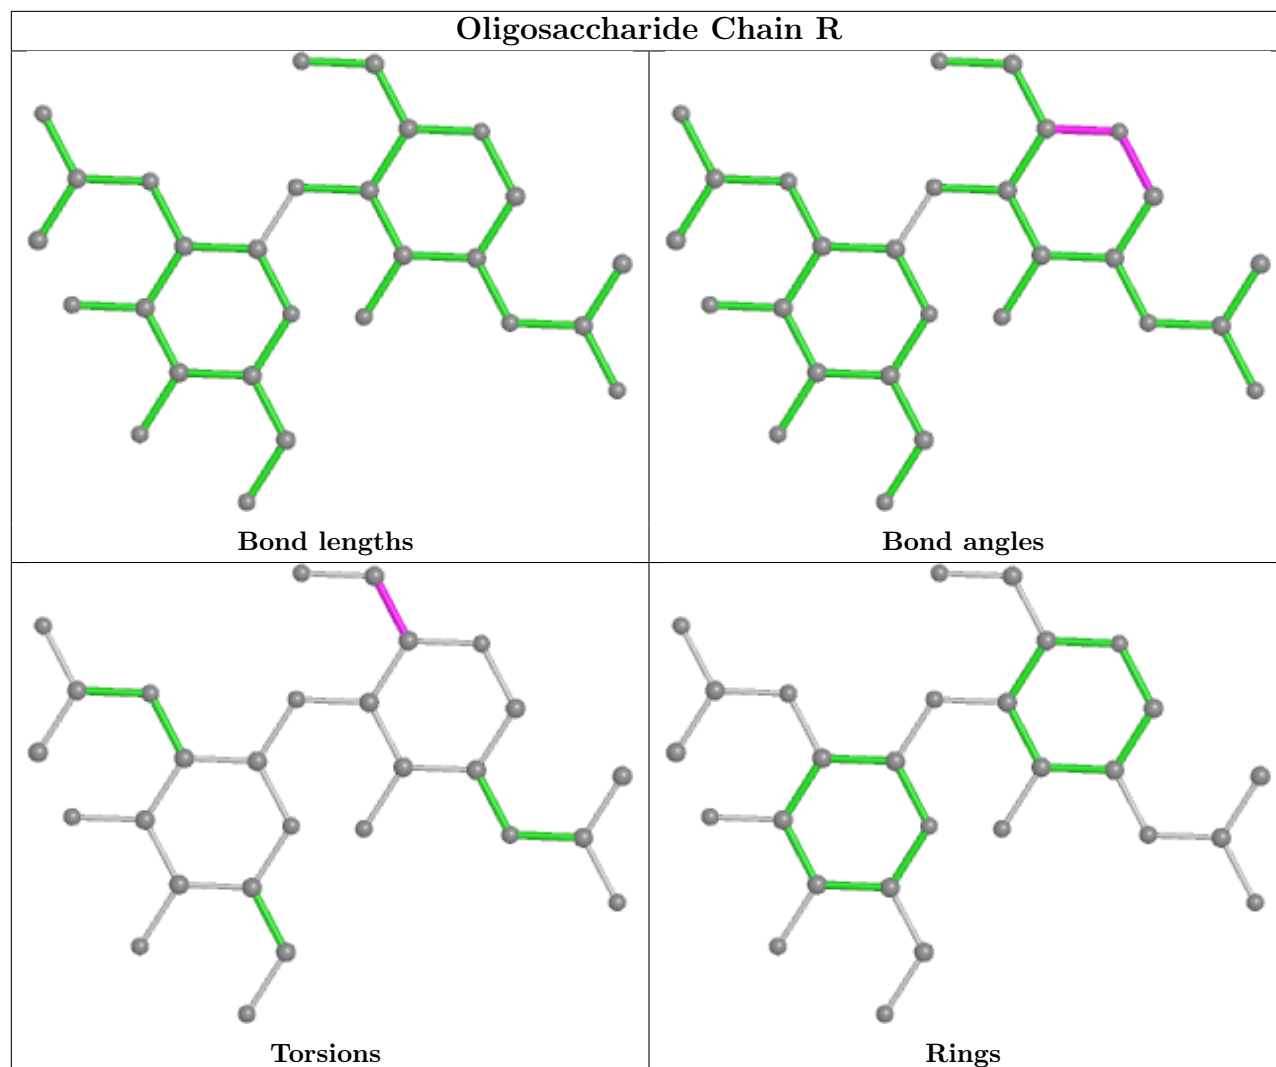 Oligosaccharide Chain R
Bond lengths
Bond angles
Torsions
Rings